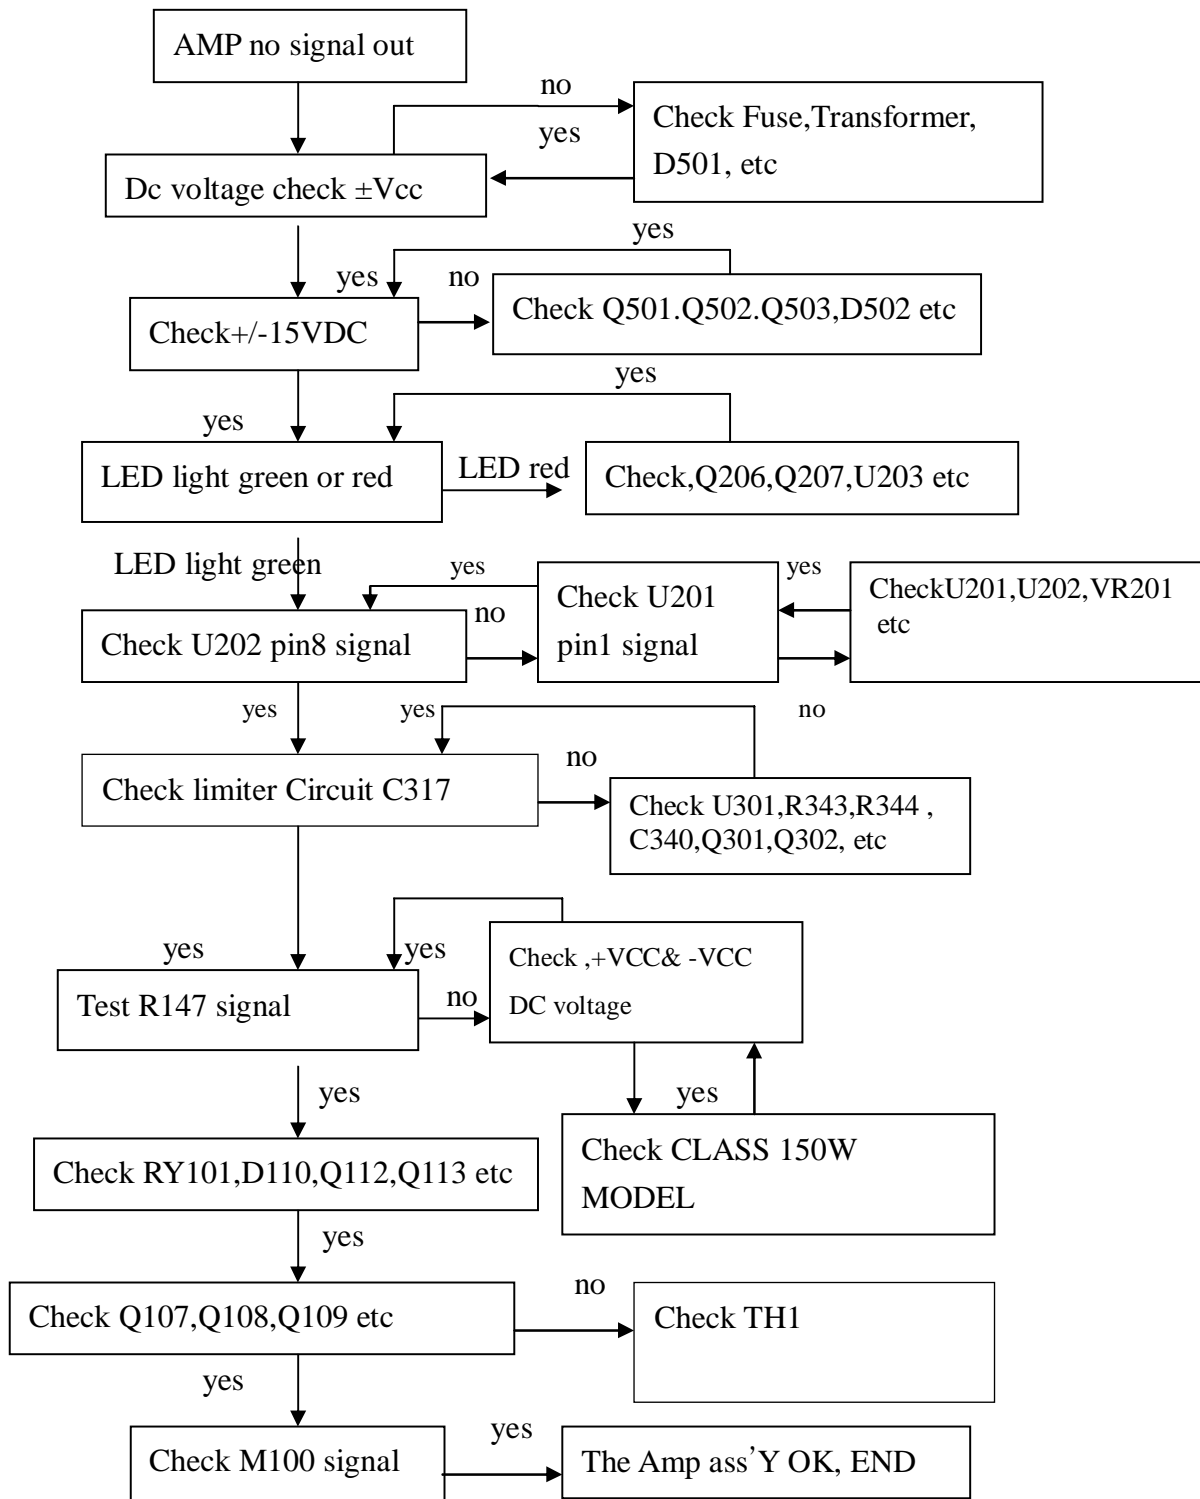 AMP no signal out
no
Check Fuse,Transformer,
D501, etc
yes
Dc voltage check ±Vcc
yes
yes
no
Check Q501.Q502.Q503,D502 etc
Check+/-15VDC
yes
yes
LED light green or red
LED red
Check,Q206,Q207,U203 etc
LED light green
yes
yes
Check U201
pin1 signal
CheckU201,U202,VR201
etc
no
Check U202 pin8 signal
yes
yes
no
Check limiter Circuit C317
no
Check U301,R343,R344 ,
C340,Q301,Q302, etc
yes
yes
Check ,+VCC& -VCC
DC voltage
Test R147 signal
no
yes
yes
Check CLASS 150W
MODEL
Check RY101,D110,Q112,Q113 etc
yes
no
Check Q107,Q108,Q109 etc
Check TH1
yes
yes
Check M100 signal
The Amp ass’Y OK, END